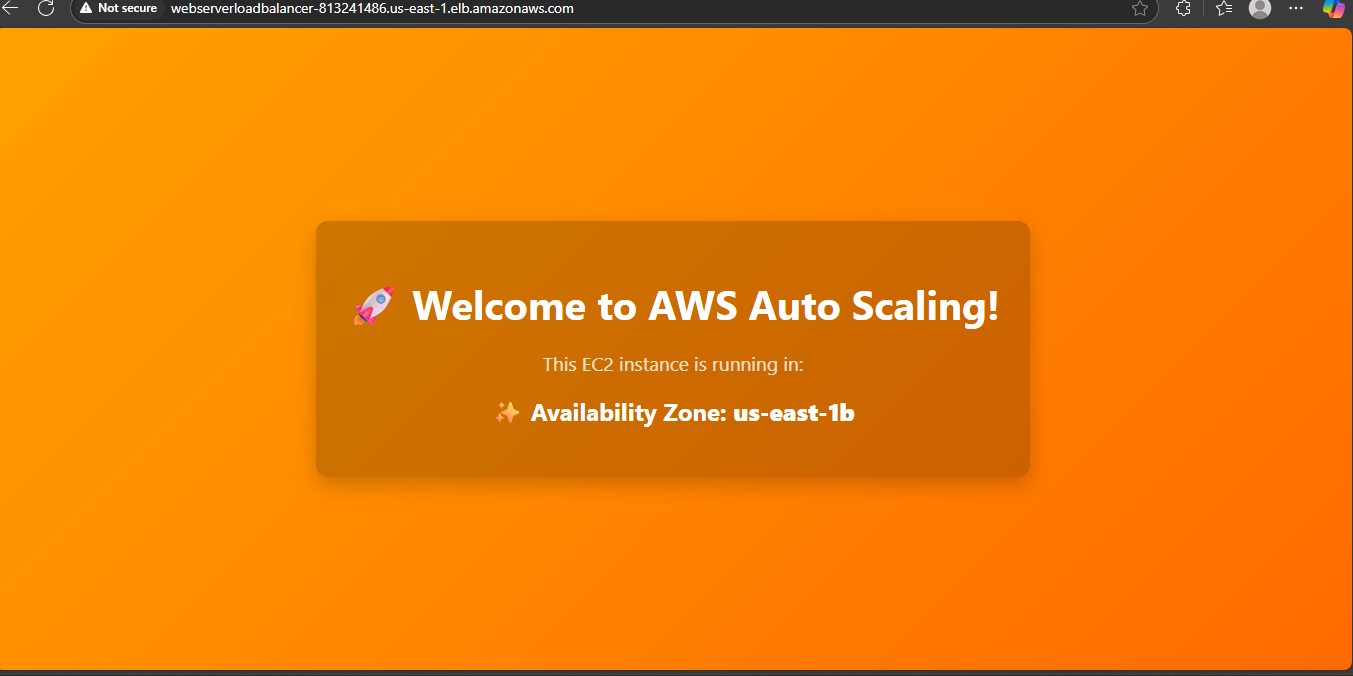 Not secure webserverloadbalancer-813241486.us-east-1.elb.amazonaws.com
🚀 Welcome to AWS Auto Scaling!
This EC2 instance is running in:
✨ Availability Zone: us-east-1b